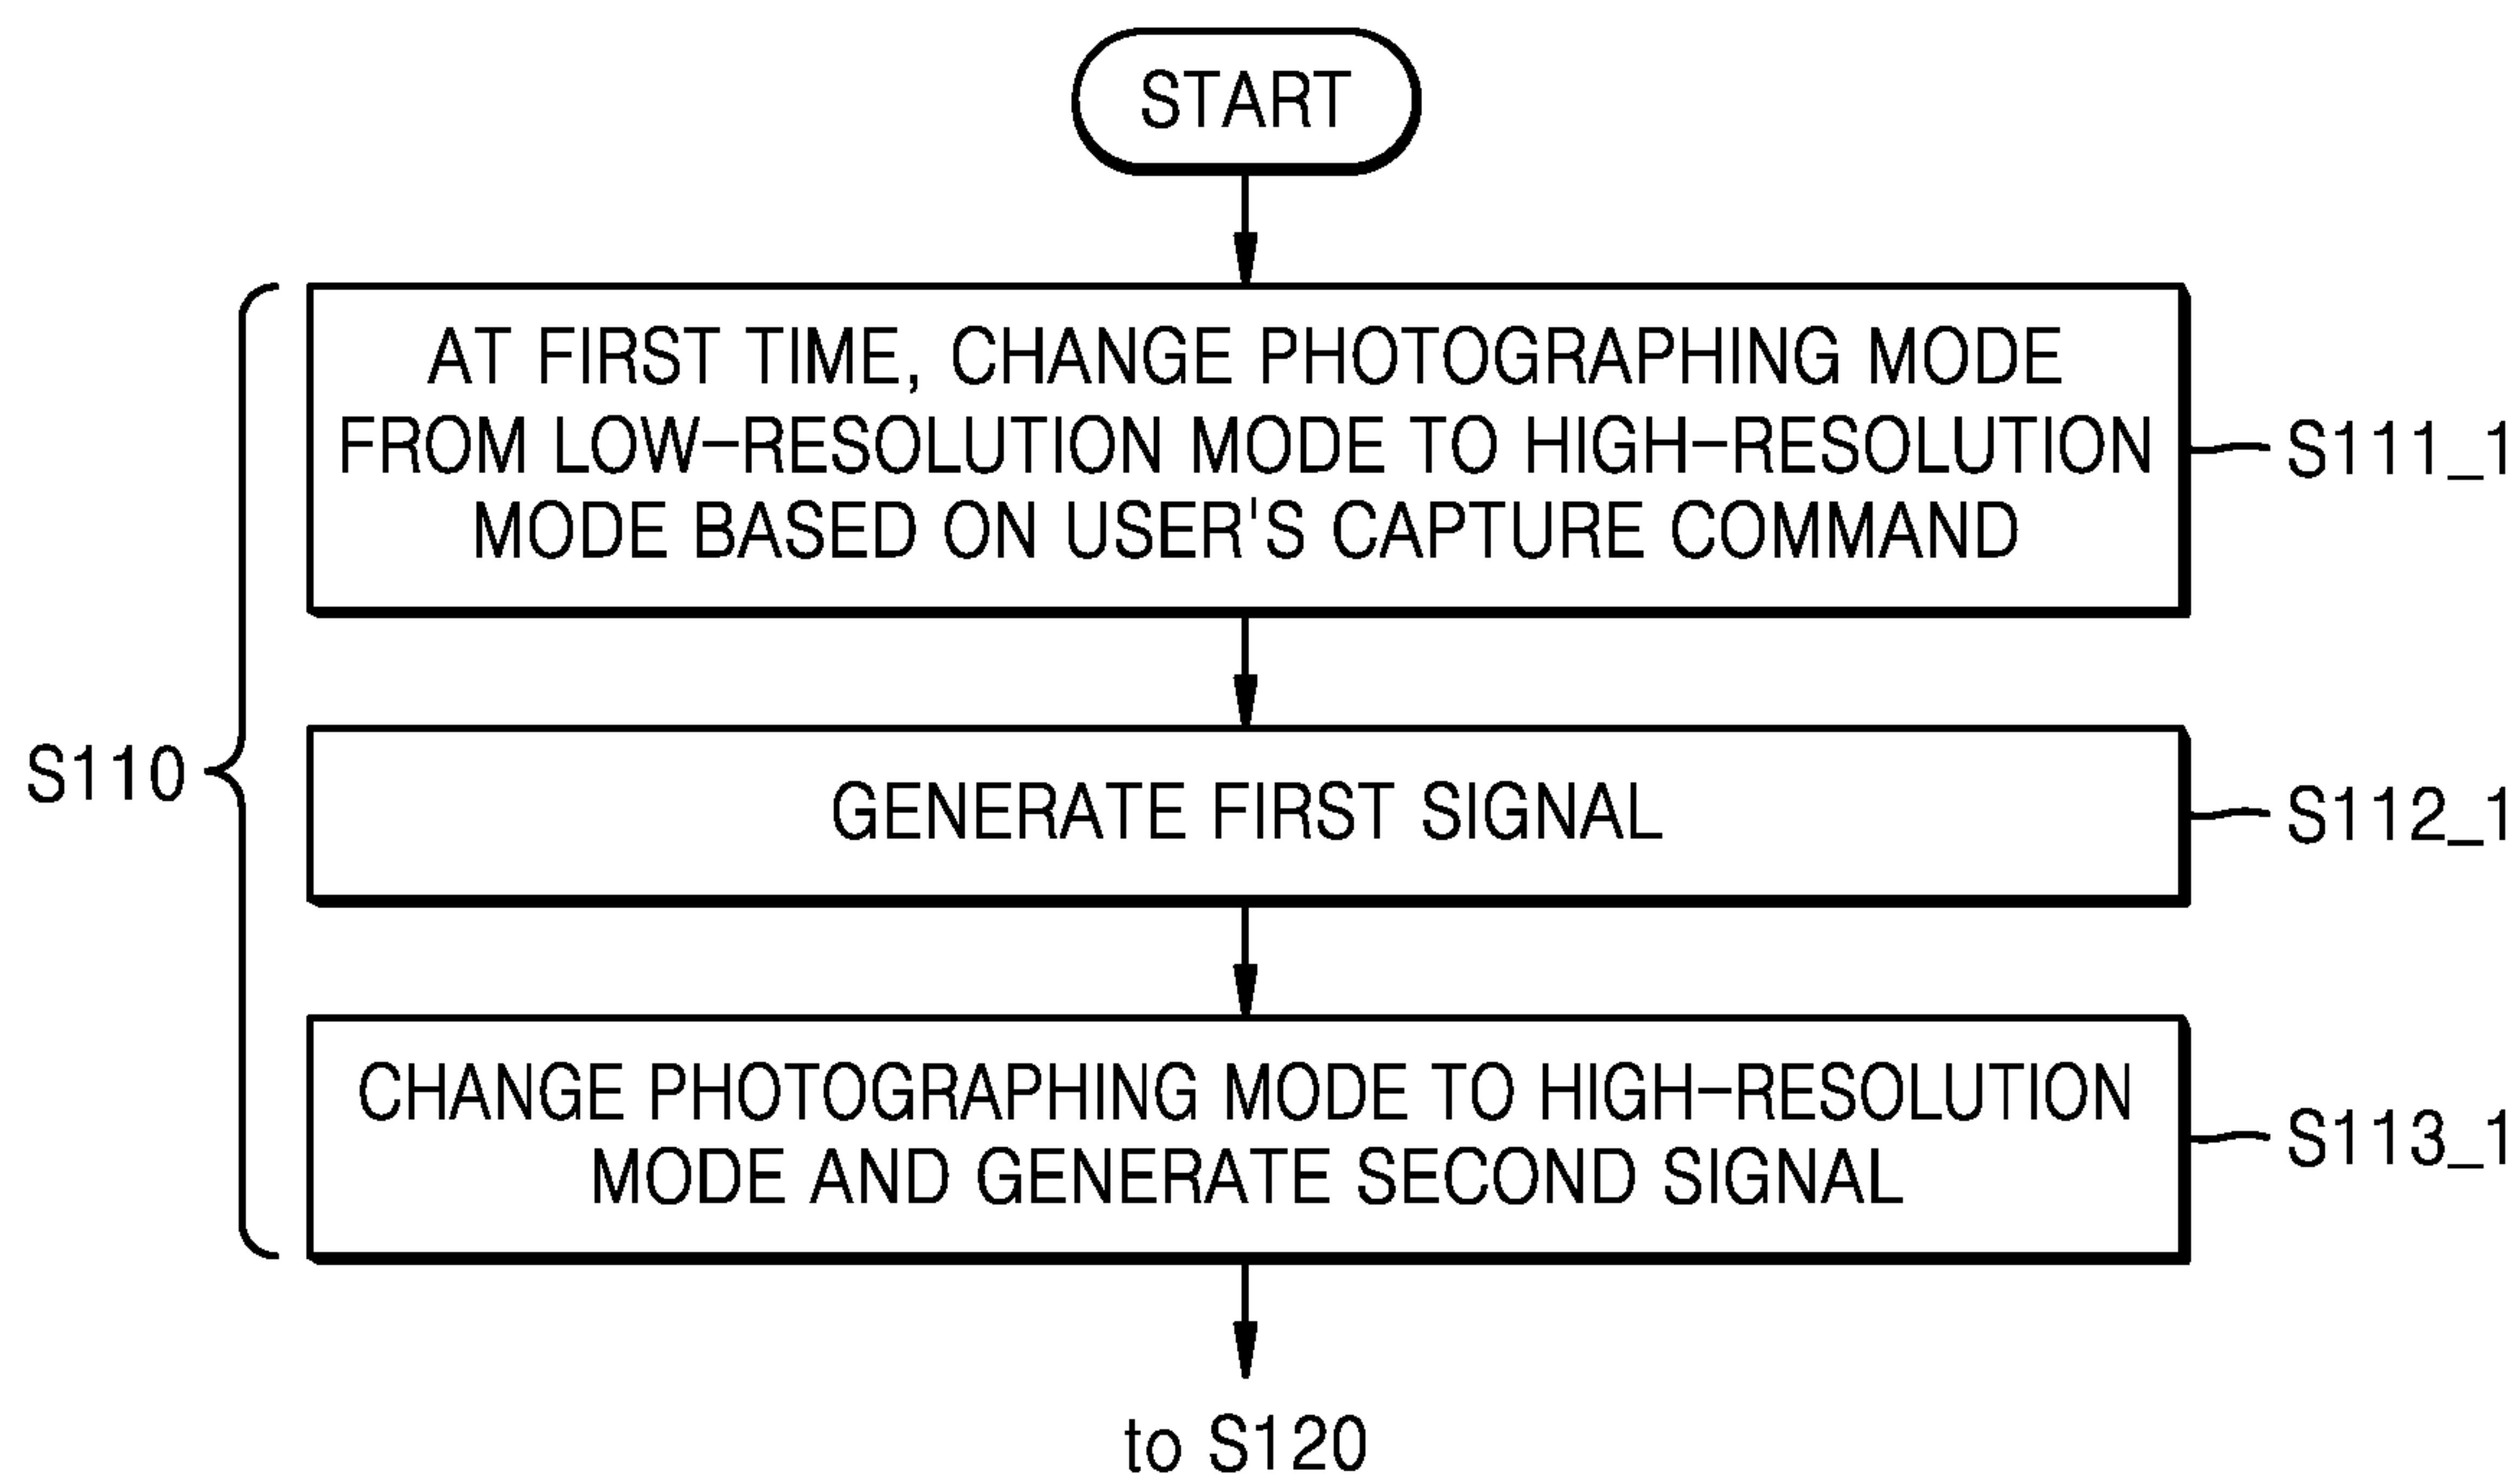 START
AT FIRST TIME, CHANGE PHOTOGRAPHING MODE
FROM LOW-RESOLUTION MODE TO HIGH-RESOLUTION
MODE BASED ON USER'S CAPTURE COMMAND
S111_1
S110
GENERATE FIRST SIGNAL
S112_1
CHANGE PHOTOGRAPHING MODE TO HIGH-RESOLUTION
MODE AND GENERATE SECOND SIGNAL
S113_1
to S120